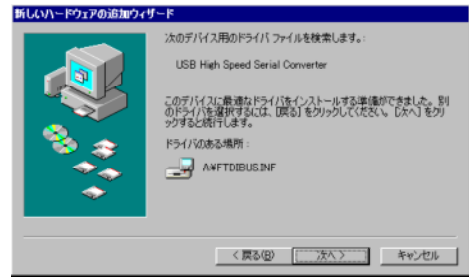 新しいハードウェアの追加ウィザード
次のデバイス用のドライバ ファイルを検索します。:
USB High Speed Serial Converter
このデバイスに最適なドライバをインストールする準備ができました。別
のドライバを選択するには、[戻る] をクリックしてください。[次へ] をクリ
ックすると続行します。
ドライバのある場所:
A:¥FTDIBUS.INF
< 戻る(B)
次へ >
キャンセル